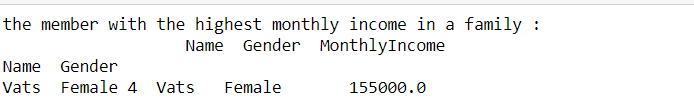 the member with the highest monthly income in a family :
Name Gender MonthlyIncome
Name Gender
Vats Female 4 Vats Female 155000.0